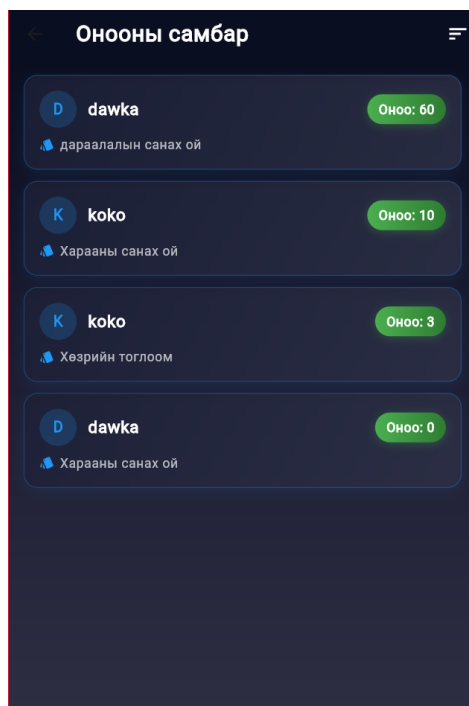 Онооны самбар
D dawka Оноо: 60
дараалалын санах ой
K koko Оноо: 10
Харааны санах ой
K koko Оноо: 3
Хөзрийн тоглоом
D dawka Оноо: 0
Харааны санах ой